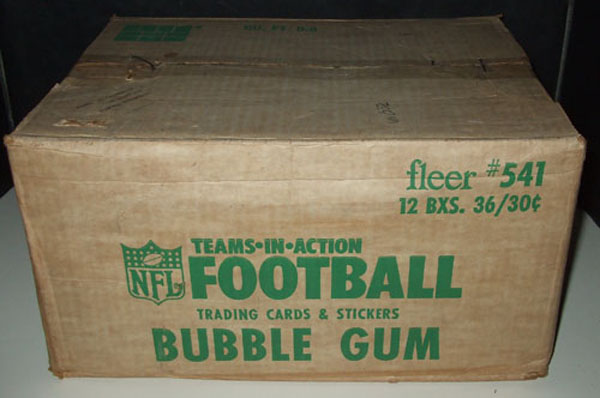 fleer #541
12 BXS. 36/30¢
TEAMS•IN•ACTION
NFL FOOTBALL
TRADING CARDS & STICKERS
BUBBLE GUM